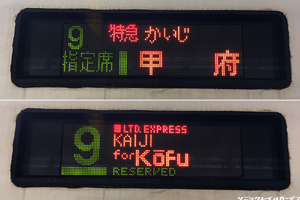 9 特急 かいじ
指定席 甲府
LTD. EXPRESS
9 KAIJI
for Kōfu
RESERVED